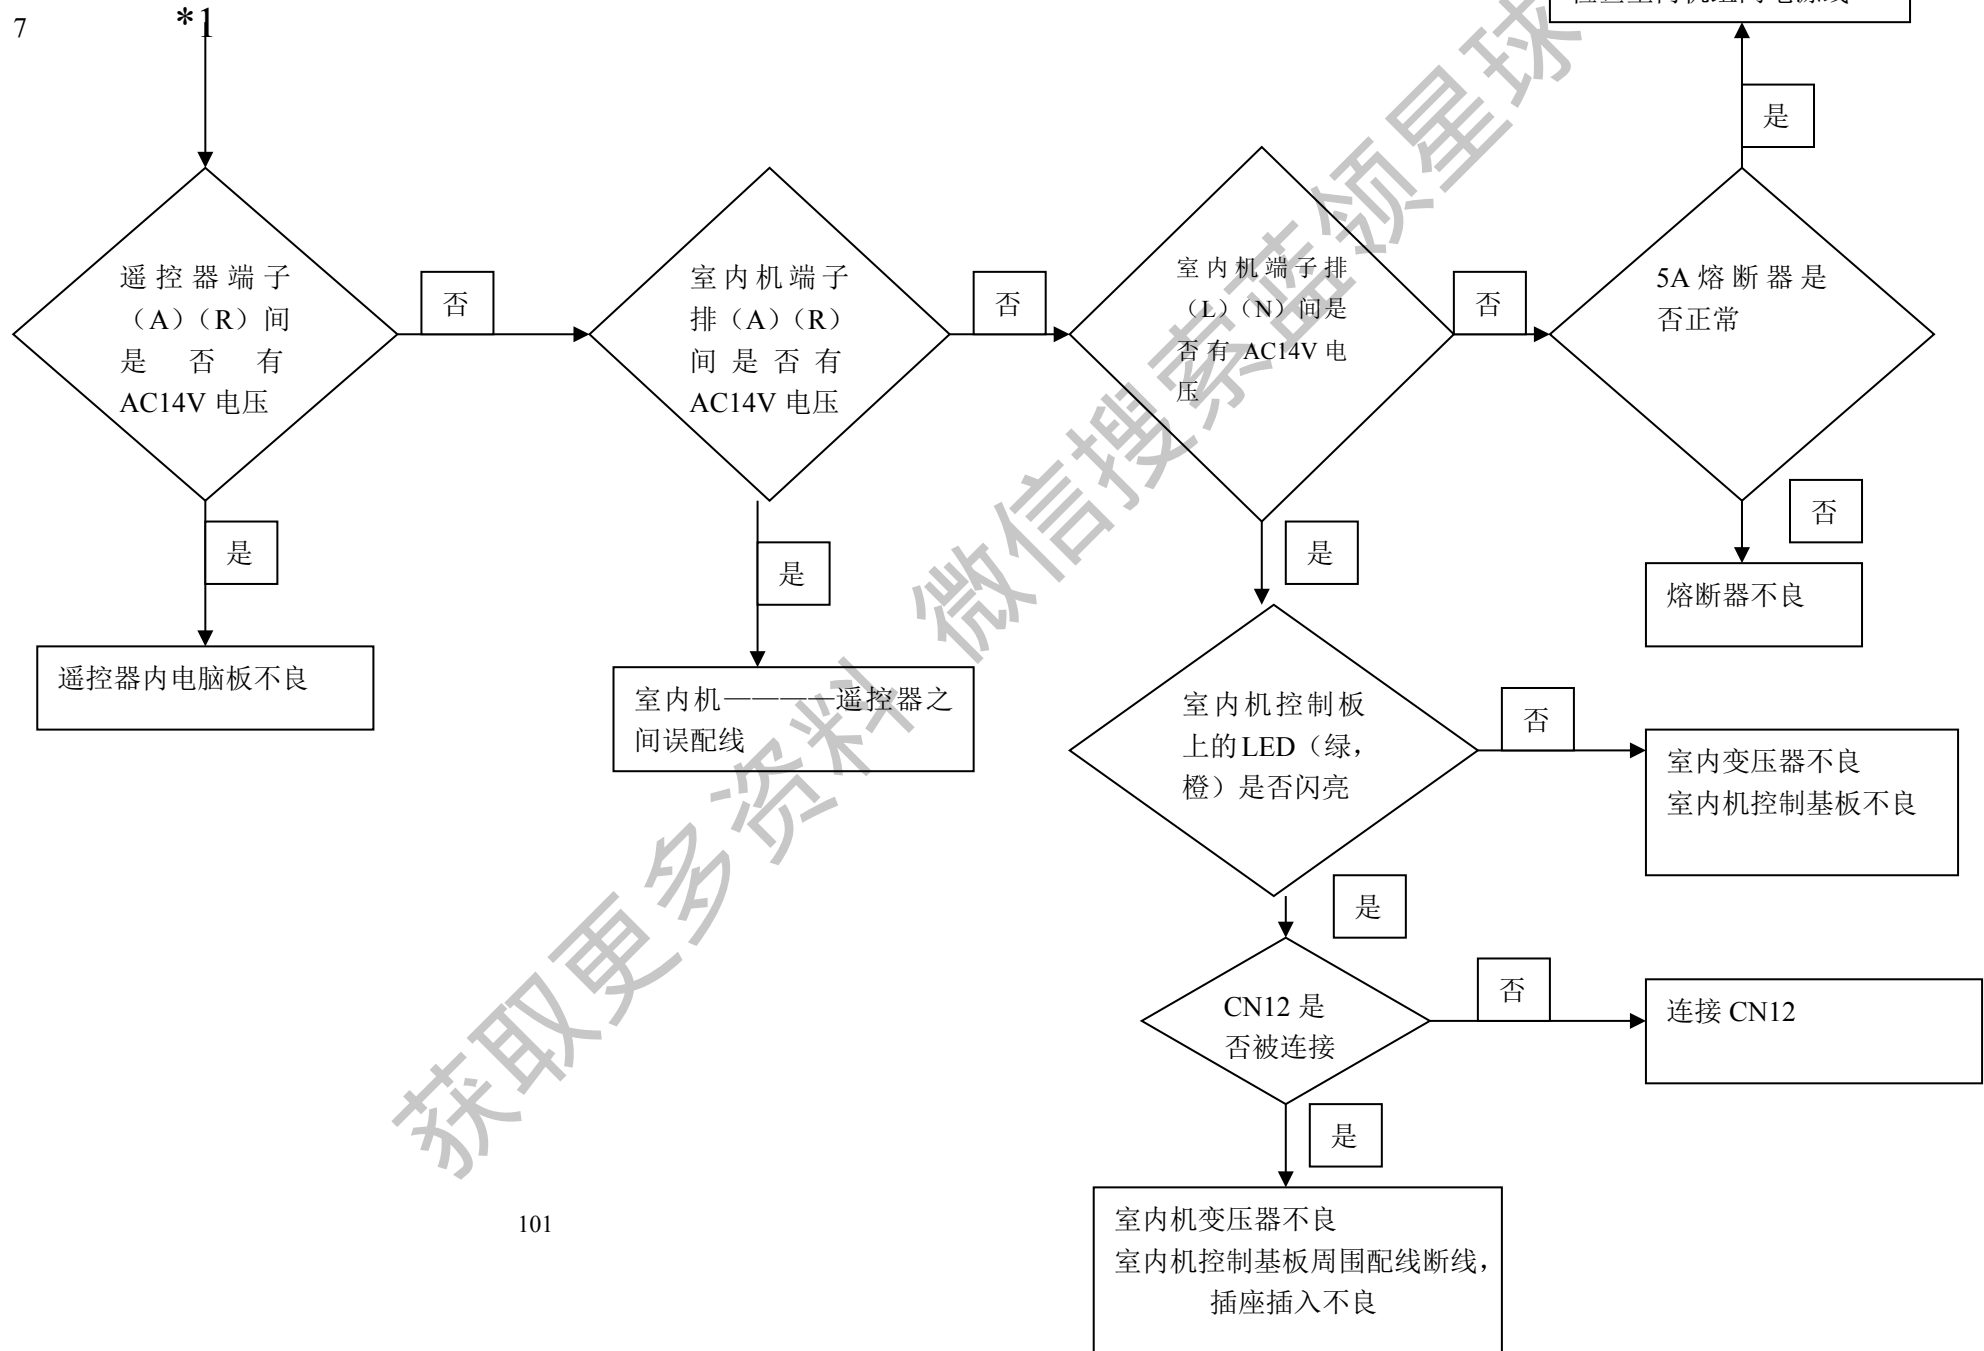 7
*1
是
遥控器端子
（A）（R）间
是否有
AC14V 电压
否
室内机端子
排（A）（R）
间是否有
AC14V 电压
否
室内机端子排
（L）（N）间是
否有 AC14V 电
压
否
5A 熔断器是
否正常
是
是
是
否
遥控器内电脑板不良
室内机————遥控器之
间误配线
熔断器不良
室内机控制板
上的 LED（绿，
橙）是否闪亮
否
室内变压器不良
室内机控制基板不良
是
CN12 是
否被连接
否
连接 CN12
是
室内机变压器不良
室内机控制基板周围配线断线，
插座插入不良
101
获取更多资料 微信搜索蓝领星球